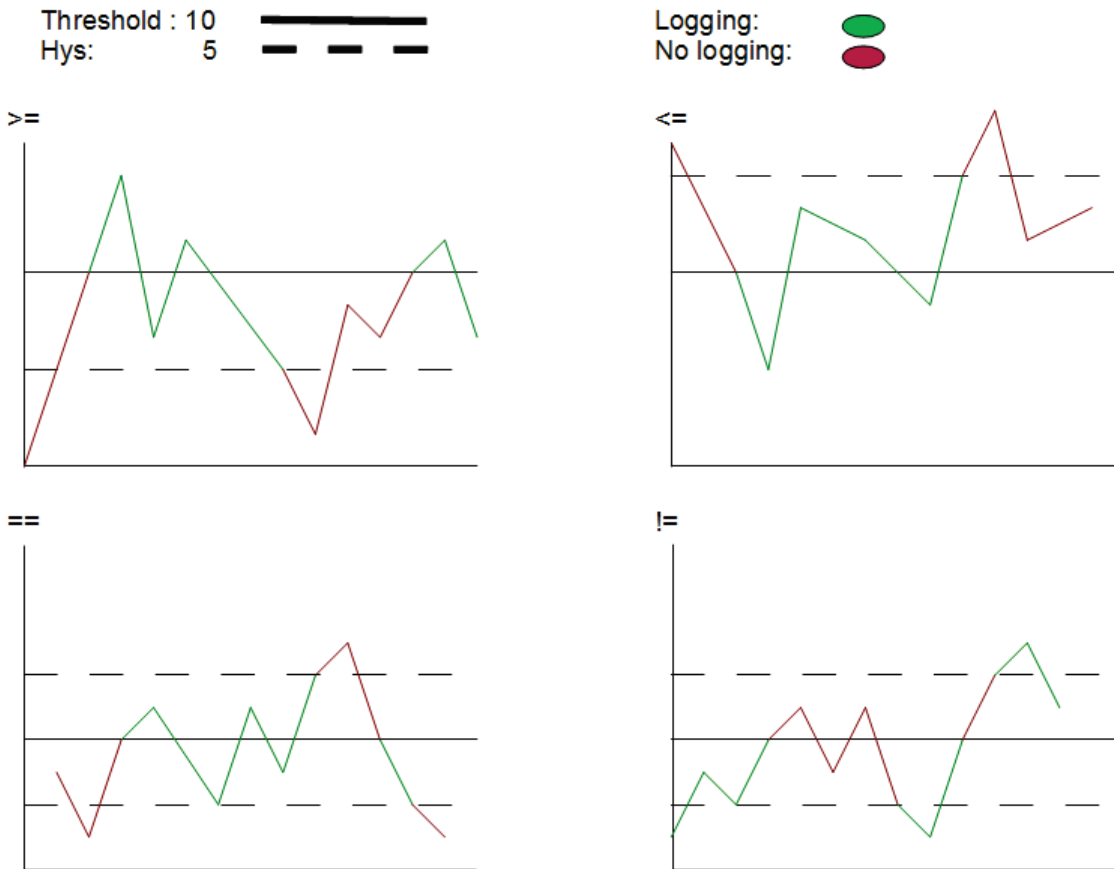 Threshold : 10
Hys: 5
Logging:
No logging:
>=
<=
==
!=